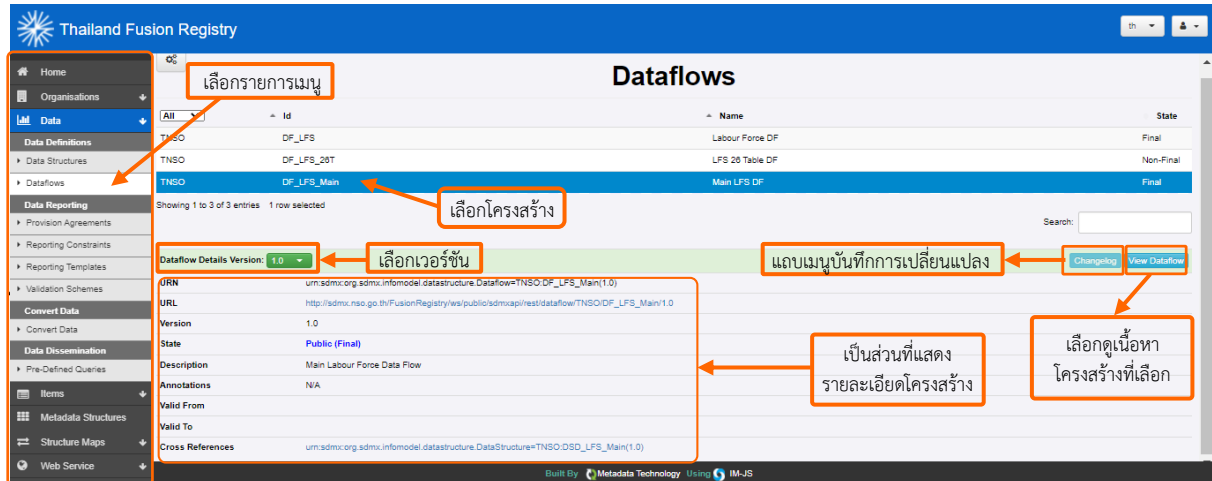 Thailand Fusion Registry
th
Home
Organisations
Data
Data Definitions
Data Structures
Dataflows
Data Reporting
Provision Agreements
Reporting Constraints
Reporting Templates
Validation Schemes
Convert Data
Convert Data
Data Dissemination
Pre-Defined Queries
Items
Metadata Structures
Structure Maps
Web Service
เลือกรายการเมนู
Dataflows
All Id Name State
TNSO DF_LFS Labour Force DF Final
TNSO DF_LFS_26T LFS 26 Table DF Non-Final
TNSO DF_LFS_Main Main LFS DF Final
Showing 1 to 3 of 3 entries 1 row selected
เลือกโครงสร้าง
Search:
Dataflow Details Version: 1.0
เลือกเวอร์ชัน
แถบเมนูบันทึกการเปลี่ยนแปลง
Changelog View Dataflow
URN urn:sdmx:org.sdmx.infomodel.datastructure.Dataflow=TNSO:DF_LFS_Main(1.0)
URL http://sdmx.nso.go.th/FusionRegistry/ws/public/sdmxapi/rest/dataflow/TNSO/DF_LFS_Main/1.0
Version 1.0
State Public (Final)
Description Main Labour Force Data Flow
Annotations N/A
Valid From
Valid To
Cross References urn:sdmx:org.sdmx.infomodel.datastructure.DataStructure=TNSO:DSD_LFS_Main(1.0)
เป็นส่วนที่แสดง
รายละเอียดโครงสร้าง
เลือกดูเนื้อหา
โครงสร้างที่เลือก
Built By Metadata Technology Using IM-JS